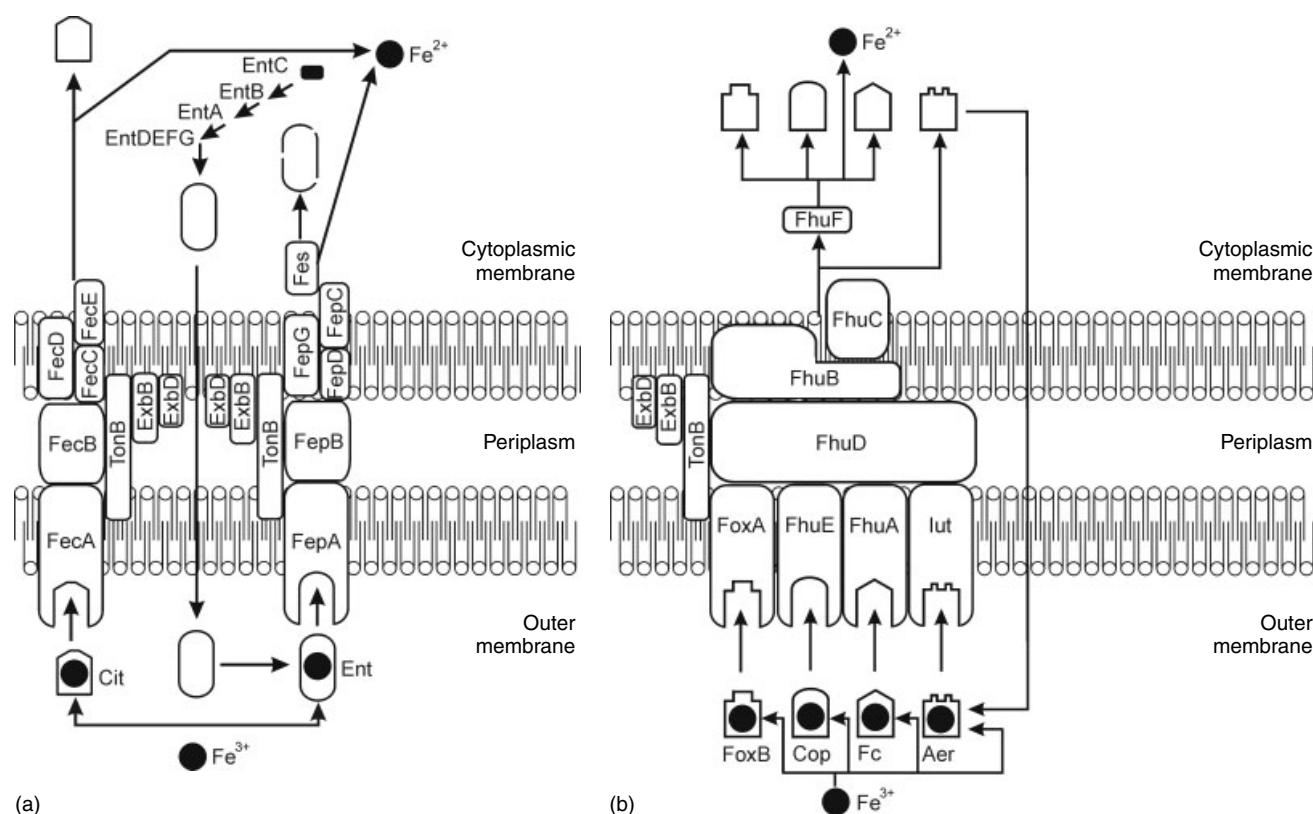 Fe2+
EntC
EntB
EntA
EntDEFG
Fes
Cytoplasmic
membrane
FecE
FecD
FecC
FepC
FepG
FepD
TonB
ExbB
ExbD
ExbD
ExbB
TonB
FecB
FepB
Periplasm
FecA
FepA
Outer
membrane
Cit
Ent
Fe3+
(a)
Fe2+
FhuF
Cytoplasmic
membrane
FhuC
FhuB
ExbD
ExbB
TonB
FhuD
Periplasm
FoxA
FhuE
FhuA
Iut
Outer
membrane
FoxB
Cop
Fc
Aer
Fe3+
(b)